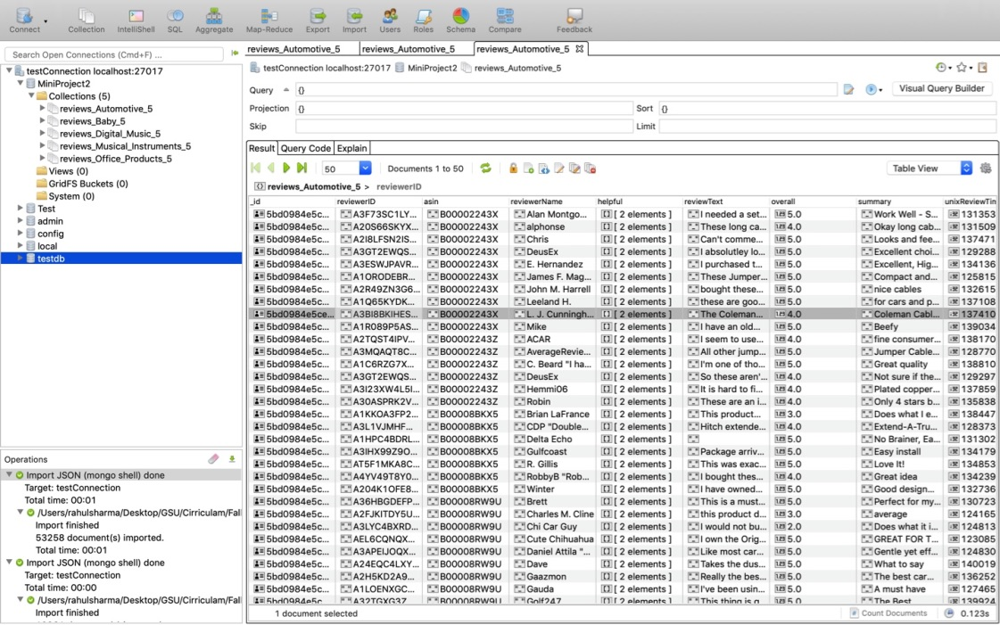 Connect Collection IntelliShell SQL Aggregate Map-Reduce Export Import Users Roles Schema Compare Feedback
Search Open Connections (Cmd+F) ...
testConnection localhost:27017
MiniProject2
Collections (5)
reviews_Automotive_5
reviews_Baby_5
reviews_Digital_Music_5
reviews_Musical_Instruments_5
reviews_Office_Products_5
Views (0)
GridFS Buckets (0)
System (0)
Test
admin
config
local
testdb
Operations
Import JSON (mongo shell) done
Target: testConnection
Total time: 00:01
/Users/rahulsharma/Desktop/GSU/Cirriculam/Fal
Import finished
53258 document(s) imported.
Total time: 00:01
Import JSON (mongo shell) done
Target: testConnection
Total time: 00:00
/Users/rahulsharma/Desktop/GSU/Cirriculam/Fal
Import finished
reviews_Automotive_5 reviews_Automotive_5 reviews_Automotive_5
testConnection localhost:27017 MiniProject2 reviews_Automotive_5
Query {} Visual Query Builder
Projection {} Sort {}
Skip Limit
Result Query Code Explain
50 Documents 1 to 50 Table View
reviews_Automotive_5 > reviewerID
_id reviewerID asin reviewerName helpful reviewText overall summary unixReviewTin
5bd0984e5c... A3F73SC1LY... B00002243X Alan Montgo... [ 2 elements ] I needed a set... 5.0 Work Well - S... 131353
5bd0984e5c... A20S66SKYX... B00002243X alphonse [ 2 elements ] These long ca... 4.0 Okay long cab... 131509
5bd0984e5c... A2I8LFSN2IS... B00002243X Chris [ 2 elements ] Can't comme... 5.0 Looks and fee... 137471
5bd0984e5c... A3GT2EWQS... B00002243X DeusEx [ 2 elements ] I absolutley lo... 5.0 Excellent choi... 129288
5bd0984e5c... A3ESWJPAVR... B00002243X E. Hernandez [ 2 elements ] I purchased t... 5.0 Excellent, Hig... 134136
5bd0984e5c... A1ORODEBR... B00002243X James F. Mag... [ 2 elements ] These Jumper... 5.0 Compact and... 125815
5bd0984e5c... A2R49ZN3G6... B00002243X John M. Harrell [ 2 elements ] bought these... 5.0 nice cables 132615
5bd0984e5c... A1Q65KYDK... B00002243X Leeland H. [ 2 elements ] these are goo... 5.0 for cars and p... 137108
5bd0984e5ce... A3BI8BKIHES... B00002243X L. J. Cunningh... [ 2 elements ] The Coleman... 4.0 Coleman Cabl... 137410
5bd0984e5c... A1R089P5AS... B00002243X Mike [ 2 elements ] I have an old... 5.0 Beefy 139034
5bd0984e5c... A2TQST4IPV... B00002243Z ACAR [ 2 elements ] I seem to use... 4.0 fine consumer... 138170
5bd0984e5c... A3MQAQT8C... B00002243Z AverageRevie... [ 2 elements ] All other jump... 5.0 Jumper Cable... 128770
5bd0984e5c... A1C6RZG7X... B00002243Z C. Beard "I ha... [ 2 elements ] I'm one of tho... 5.0 Great quality 138810
5bd0984e5c... A3GT2EWQS... B00002243Z DeusEx [ 2 elements ] So these aren'... 4.0 Not sure if the... 129297
5bd0984e5c... A3I23XW4L5I... B00002243Z Hemmi06 [ 2 elements ] It is hard to fi... 4.0 Plated copper... 137859
5bd0984e5c... A30ASPRK2V... B00002243Z Robin [ 2 elements ] These are an i... 4.0 Only 4 stars b... 135838
5bd0984e5c... A1KKOA3FP2... B00008BKX5 Brian LaFrance [ 2 elements ] This product... 3.0 Does what I e... 138447
5bd0984e5c... A3L1VJMHF... B00008BKX5 CDP "Double... [ 2 elements ] Hitch extende... 4.0 Extend-A-Tru... 128373
5bd0984e5c... A1HPC4BDRL... B00008BKX5 Delta Echo [ 2 elements ] 5.0 No Brainer, Ea... 131302
5bd0984e5c... A3IHX99Z9O... B00008BKX5 Gulfcoast [ 2 elements ] Package arriv... 5.0 Easy install 134179
5bd0984e5c... AT5F1MKA8C... B00008BKX5 R. Gillis [ 2 elements ] This was exac... 5.0 Love It! 134853
5bd0984e5c... A4YV49T8Y0... B00008BKX5 RobbyB "Rob... [ 2 elements ] I bought thes... 4.0 Great idea 134239
5bd0984e5c... A204K1OFE8... B00008BKX5 Winter [ 2 elements ] I have owned... 5.0 Good design... 132736
5bd0984e5c... A36HBGDEFP... B00008RW9U Brett [ 2 elements ] This is a must... 5.0 Perfect for my... 130723
5bd0984e5c... A2FJKITDY5U... B00008RW9U Charles M. Cline [ 2 elements ] this product d... 3.0 average 124165
5bd0984e5c... A3LYC4BXRD... B00008RW9U Chi Car Guy [ 2 elements ] I would not bu... 2.0 Does what it i... 124813
5bd0984e5c... AEL6CQNQX... B00008RW9U Cute Chihuahua [ 2 elements ] I own the Orig... 5.0 GREAT FOR T... 123085
5bd0984e5c... A3APEIJOQX... B00008RW9U Daniel Attila "... [ 2 elements ] Like most car... 5.0 Gentle yet eff... 124830
5bd0984e5c... A24EQC4LXY... B00008RW9U Dave [ 2 elements ] Takes the dus... 5.0 What to say 140019
5bd0984e5c... A2H5KD2A9... B00008RW9U Gaazmon [ 2 elements ] Really the bes... 5.0 The best car... 136252
5bd0984e5c... A1LOENXGC... B00008RW9U Gauda [ 2 elements ] I've been usin... 5.0 A must have 127465
5bd0984e5c... A32TGXG3Z... B00008RW9U Golf247 [ 2 elements ] This thing is g... 5.0 The Best 139924
1 document selected Count Documents 0.123s